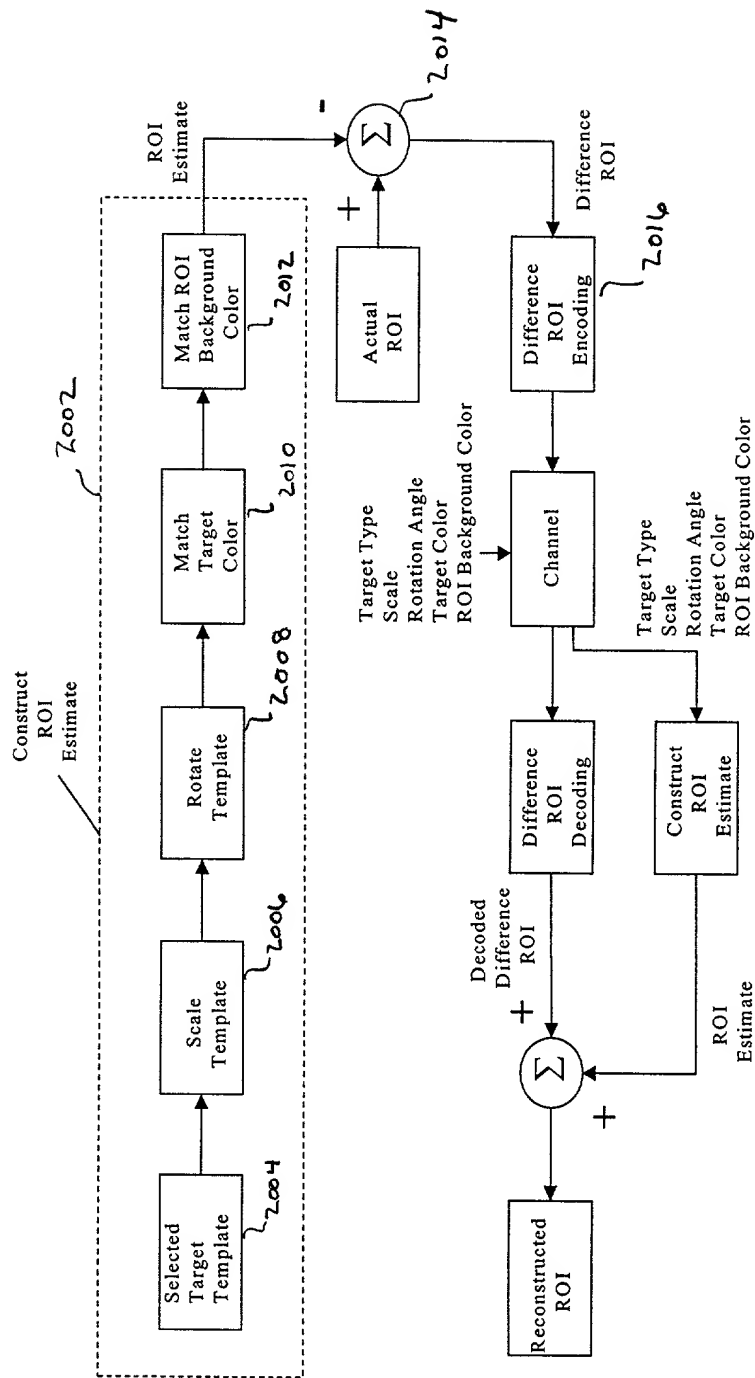 Construct
ROI
Estimate
2002
Selected
Target
Template
2004
Scale
Template
2006
Rotate
Template
2008
Match
Target
Color
2010
Match ROI
Background
Color
2012
ROI
Estimate
-
Σ
2014
+
Actual
ROI
Difference
ROI
Difference
ROI
Encoding
2016
Target Type
Scale
Rotation Angle
Target Color
ROI Background Color
Channel
Target Type
Scale
Rotation Angle
Target Color
ROI Background Color
Difference
ROI
Decoding
Construct
ROI
Estimate
Decoded
Difference
ROI
ROI
Estimate
+
Σ
+
Reconstructed
ROI